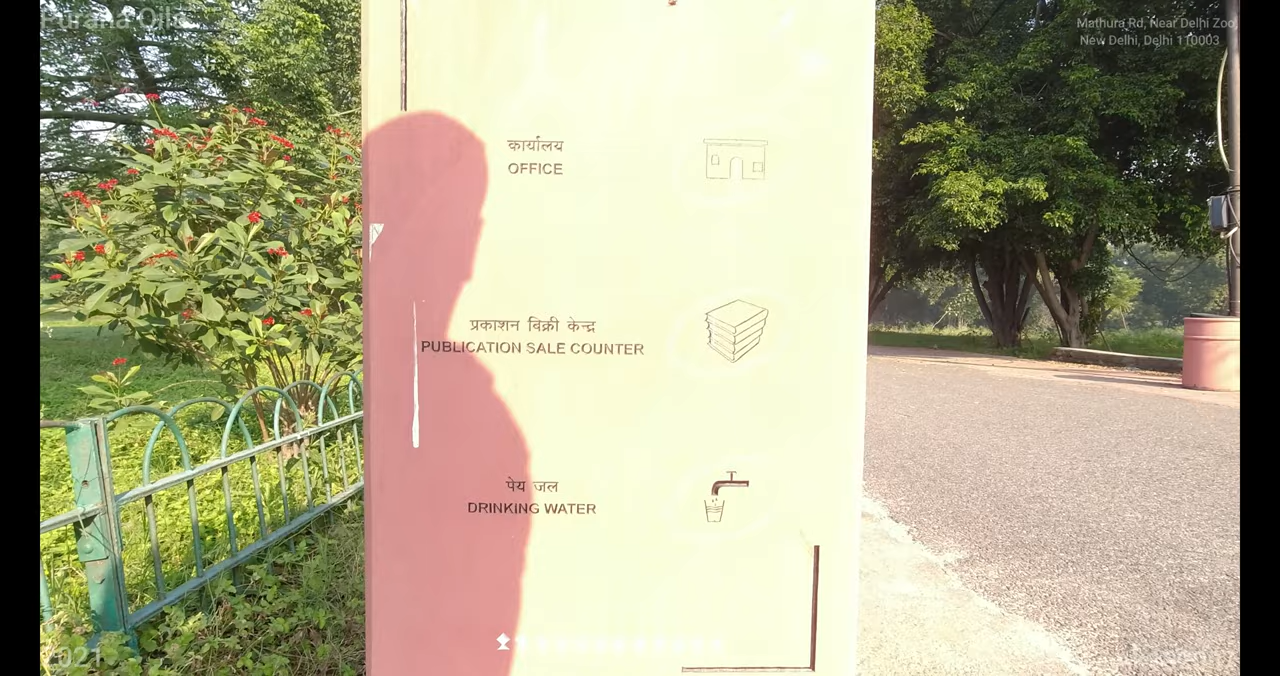 Purana Qila
Mathura Rd, Near Delhi Zoo,
New Delhi, Delhi 110003
कार्यालय
OFFICE
प्रकाशन बिक्री केन्द्र
PUBLICATION SALE COUNTER
पेय जल
DRINKING WATER
2021